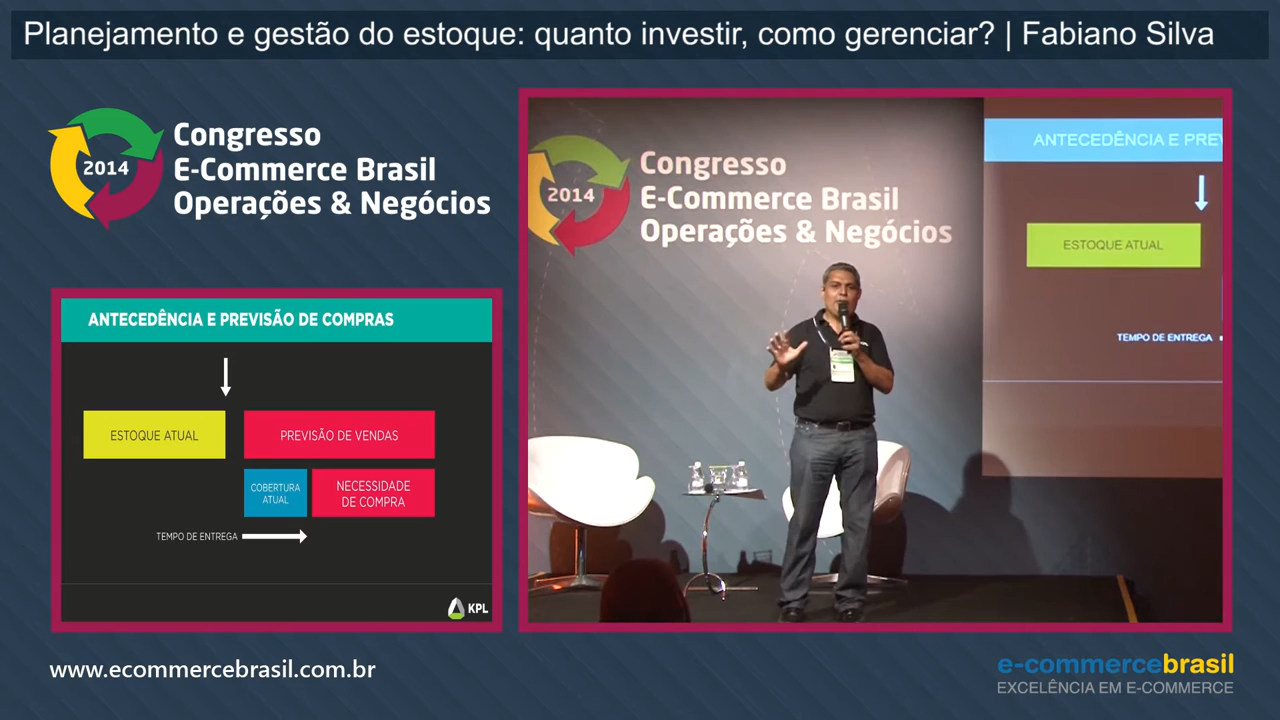 Planejamento e gestão do estoque: quanto investir, como gerenciar? | Fabiano Silva
2014
Congresso
E-Commerce Brasil
Operações & Negócios
ANTECEDÊNCIA E PREVISÃO DE COMPRAS
ESTOQUE ATUAL
PREVISÃO DE VENDAS
COBERTURA
ATUAL
NECESSIDADE
DE COMPRA
TEMPO DE ENTREGA
KPL
2014
Congresso
E-Commerce Brasil
Operações & Negócios
ANTECEDÊNCIA E PRE
ESTOQUE ATUAL
TEMPO DE ENTREGA
www.ecommercebrasil.com.br
e-commercebrasil
EXCELÊNCIA EM E-COMMERCE